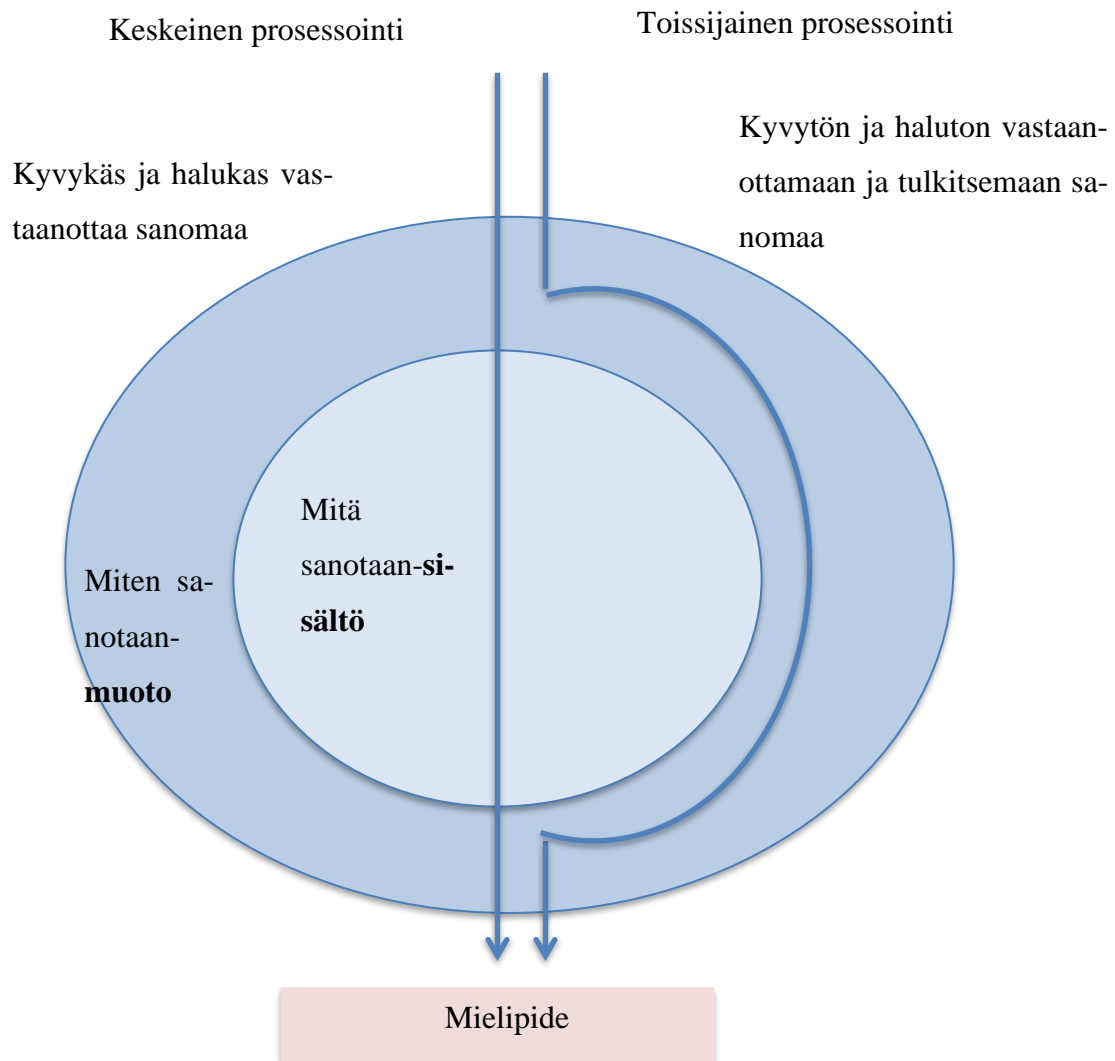 Keskeinen prosessointi
Toissijainen prosessointi
Kyvykäs ja halukas vas-
taanottaa sanomaa
Kyvytön ja haluton vastaan-
ottamaan ja tulkitsemaan sa-
nomaa
Mitä
sanotaan-si-
sältö
Miten sa-
notaan-
muoto
Mielipide